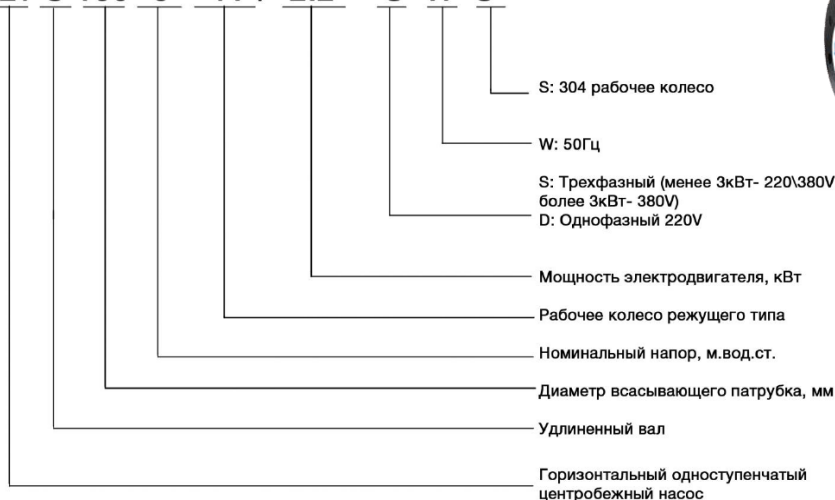 S: 304 рабочее колесо
W: 50Гц
S: Трехфазный (менее 3кВт- 220\380V
более 3кВт- 380V)
D: Однофазный 220V
Мощность электродвигателя, кВт
Рабочее колесо режущего типа
Номинальный напор, м.вод.ст.
Диаметр всасывающего патрубка, мм
Удлиненный вал
Горизонтальный одноступенчатый
центробежный насос